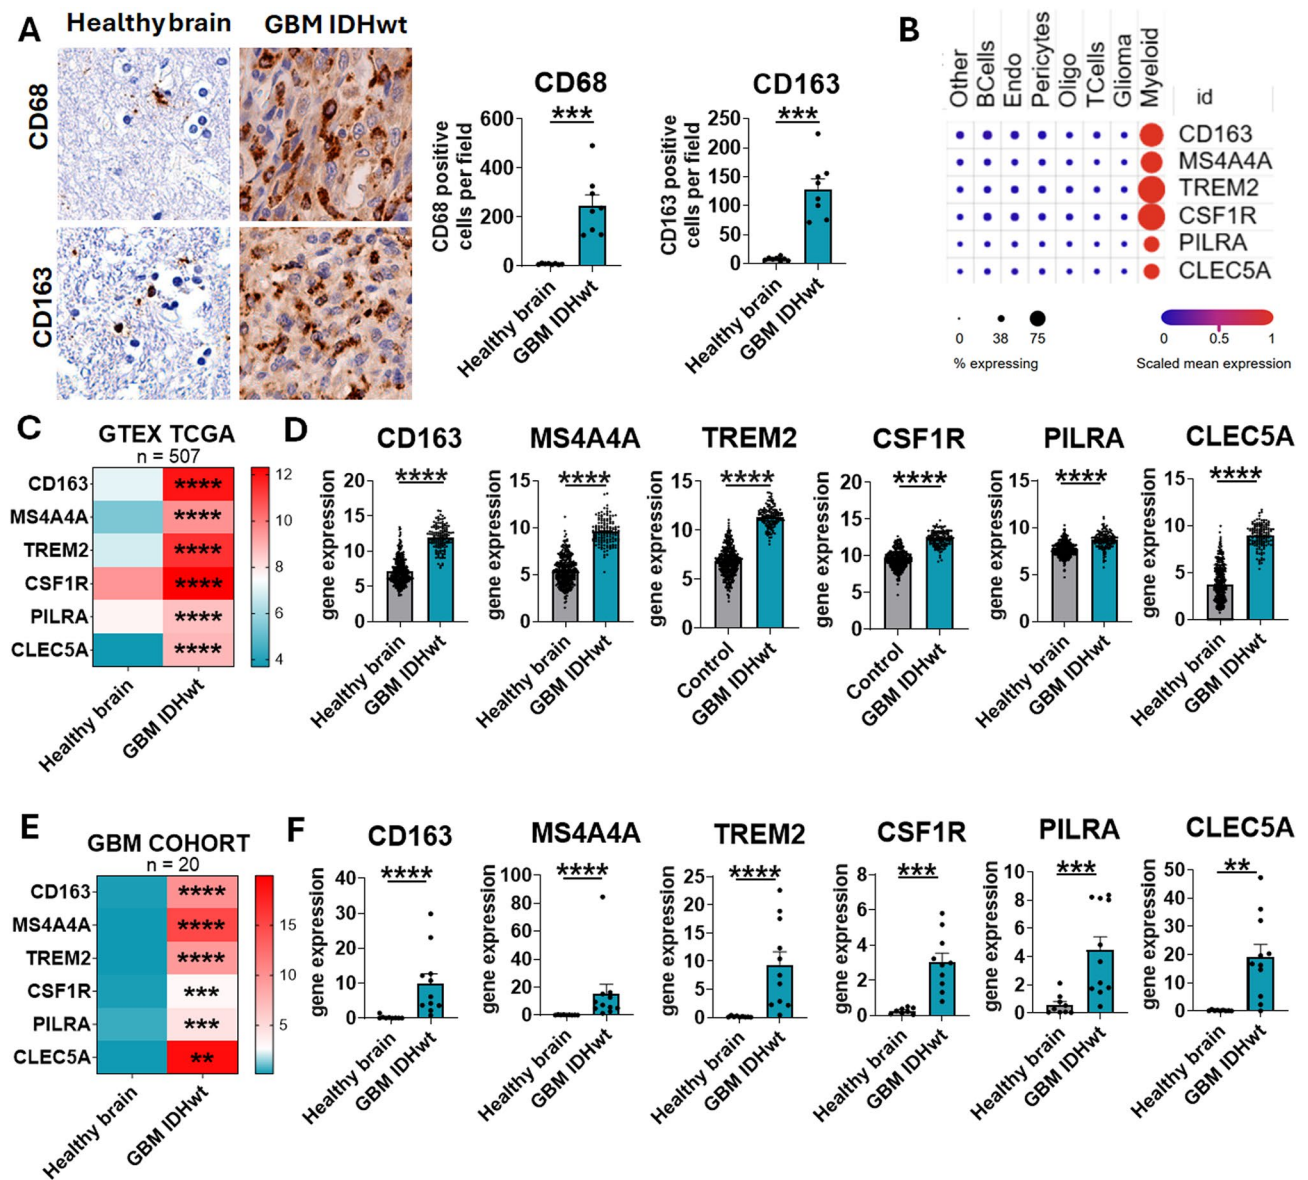 A
Healthy brain
GBM IDHwt
CD68
CD163
CD68
***
CD68 positive
cells per field
600
400
200
0
Healthy brain
GBM IDHwt
CD163
***
CD163 positive
cells per field
250
200
150
100
50
0
Healthy brain
GBM IDHwt
B
Other
BCells
Endo
Pericytes
Oligo
TCells
Glioma
Myeloid
id
CD163
MS4A4A
TREM2
CSF1R
PILRA
CLEC5A
0 38 75
% expressing
0 0.5 1
Scaled mean expression
C
GTEX TCGA
n = 507
CD163 ****
MS4A4A ****
TREM2 ****
CSF1R ****
PILRA ****
CLEC5A ****
12
10
8
6
4
Healthy brain
GBM IDHwt
D
CD163
****
gene expression
20
15
10
5
0
Healthy brain
GBM IDHwt
MS4A4A
****
gene expression
15
10
5
0
Healthy brain
GBM IDHwt
TREM2
****
gene expression
15
10
5
0
Control
GBM IDHwt
CSF1R
****
gene expression
20
15
10
5
0
Control
GBM IDHwt
PILRA
****
gene expression
15
10
5
0
Healthy brain
GBM IDHwt
CLEC5A
****
gene expression
15
10
5
0
Healthy brain
GBM IDHwt
E
GBM COHORT
n = 20
CD163 ****
MS4A4A ****
TREM2 ****
CSF1R ***
PILRA ***
CLEC5A **
15
10
5
Healthy brain
GBM IDHwt
F
CD163
****
gene expression
40
30
20
10
0
Healthy brain
GBM IDHwt
MS4A4A
****
gene expression
100
80
60
40
20
0
Healthy brain
GBM IDHwt
TREM2
****
gene expression
25
20
15
10
5
0
Healthy brain
GBM IDHwt
CSF1R
***
gene expression
8
6
4
2
0
Healthy brain
GBM IDHwt
PILRA
***
gene expression
10
8
6
4
2
0
Healthy brain
GBM IDHwt
CLEC5A
**
gene expression
50
40
30
20
10
0
Healthy brain
GBM IDHwt